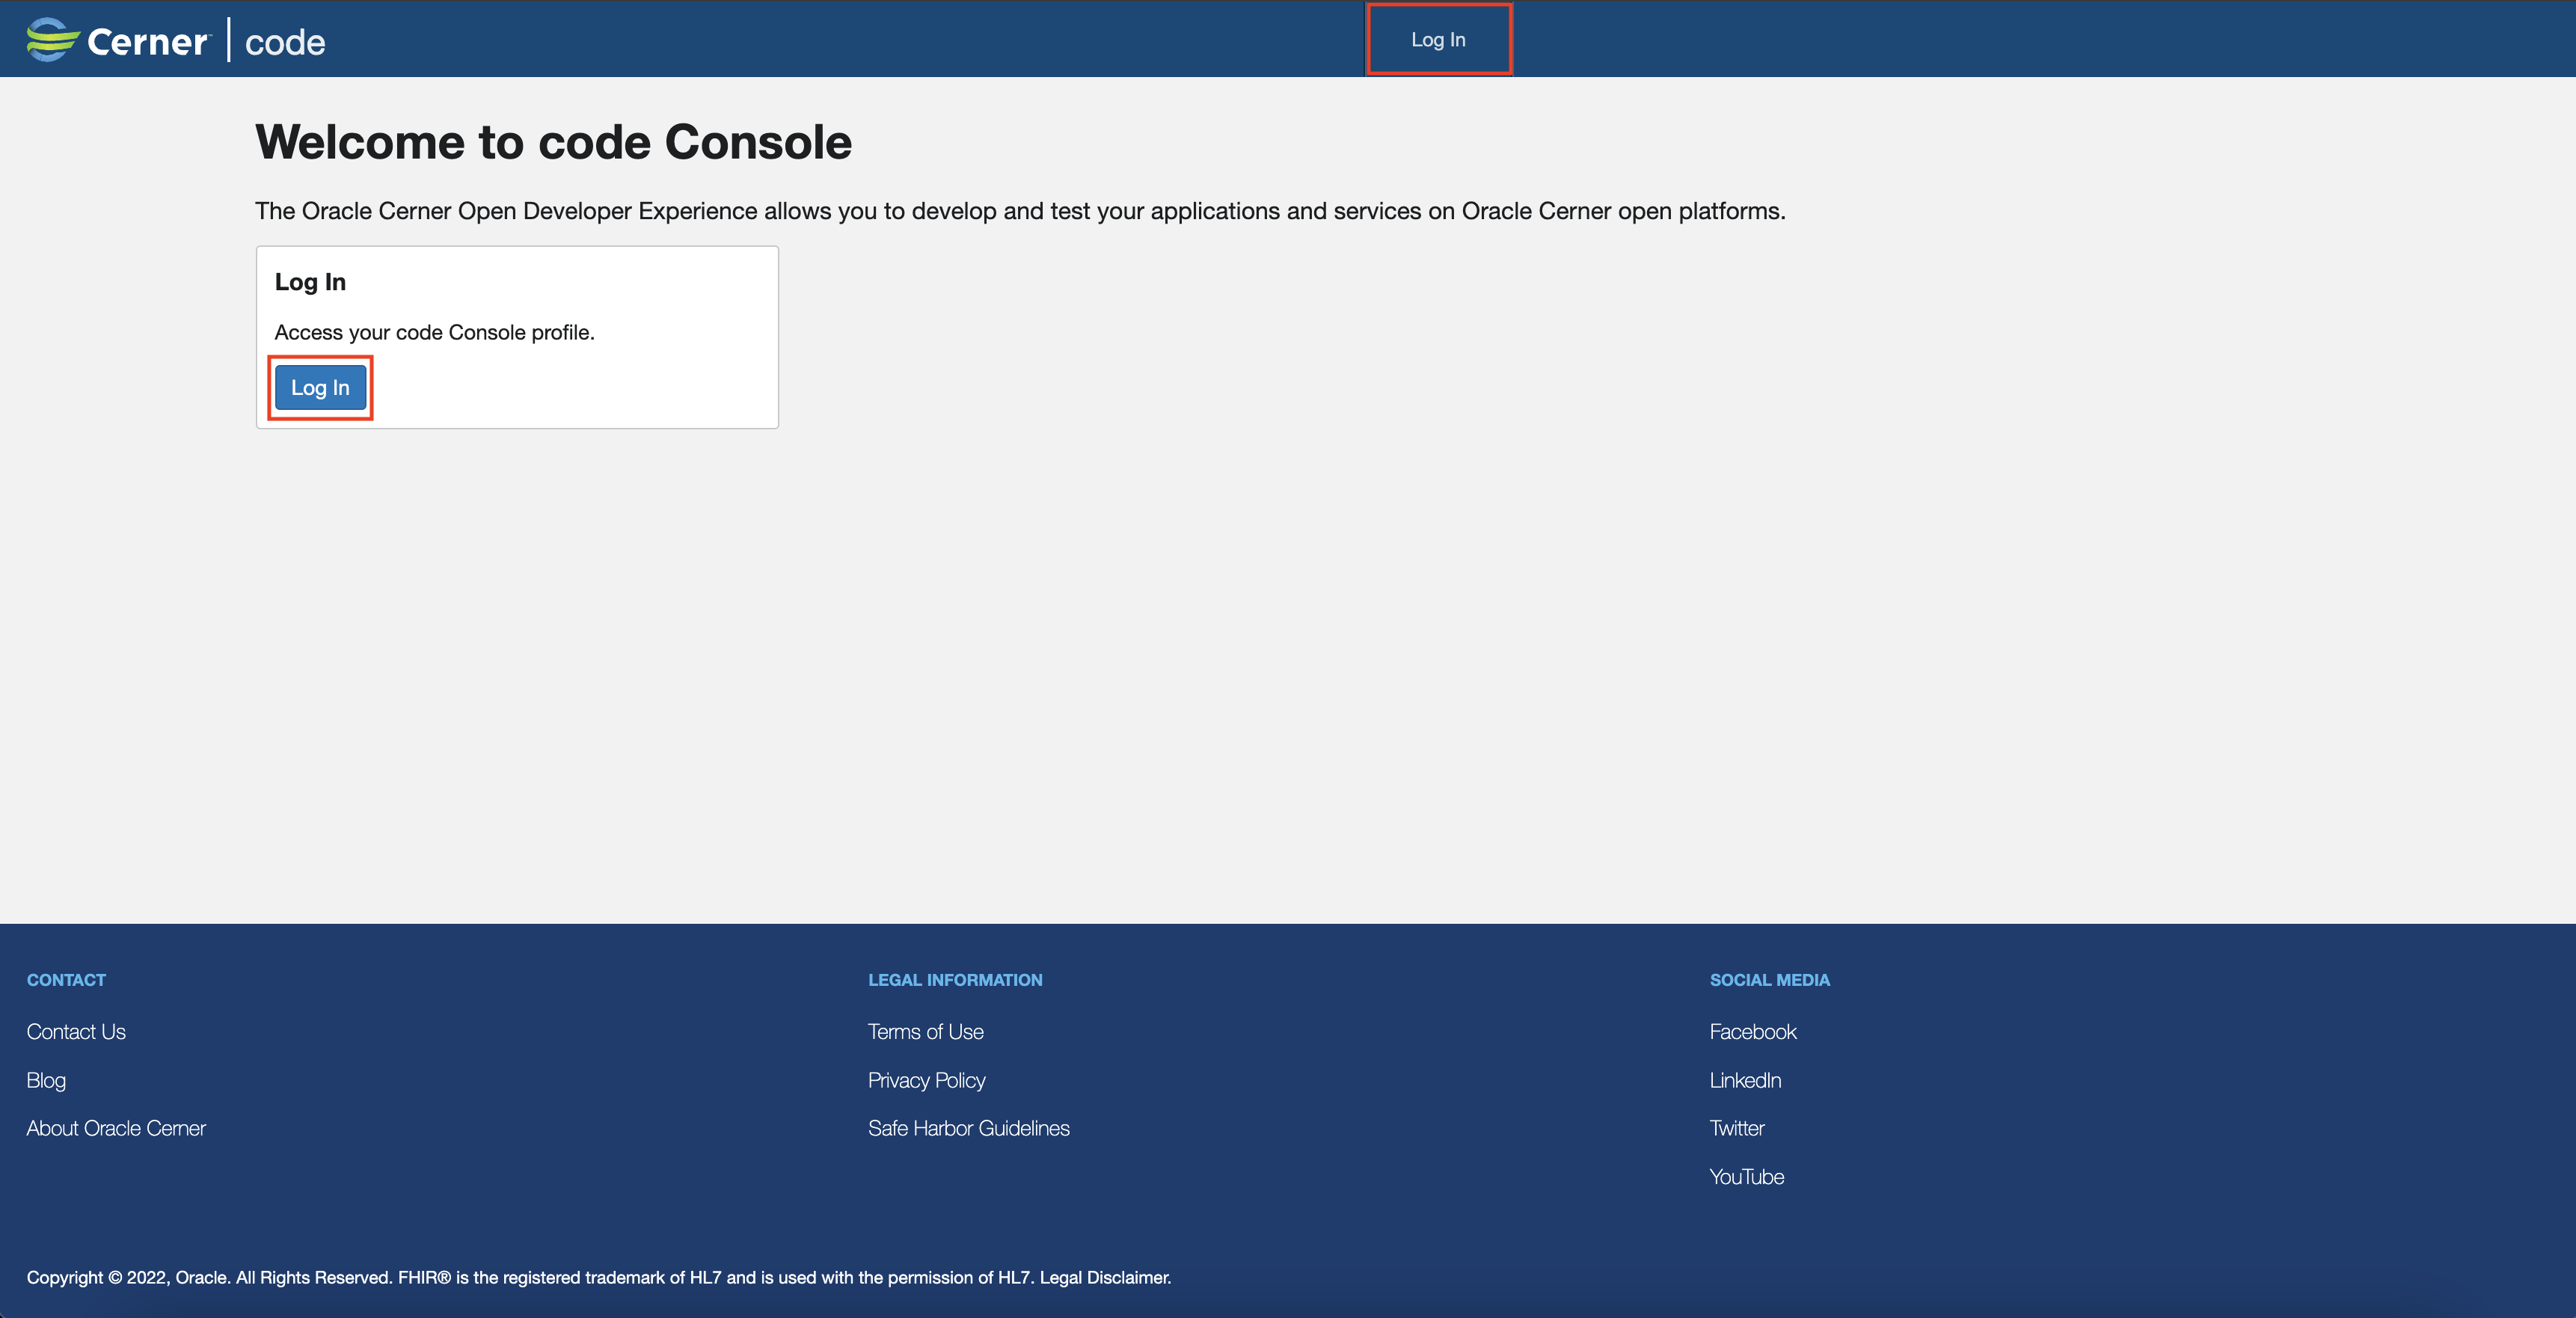 Cerner™ | code
Log In
Welcome to code Console
The Oracle Cerner Open Developer Experience allows you to develop and test your applications and services on Oracle Cerner open platforms.
Log In
Access your code Console profile.
Log In
CONTACT
Contact Us
Blog
About Oracle Cerner
LEGAL INFORMATION
Terms of Use
Privacy Policy
Safe Harbor Guidelines
SOCIAL MEDIA
Facebook
LinkedIn
Twitter
YouTube
Copyright © 2022, Oracle. All Rights Reserved. FHIR® is the registered trademark of HL7 and is used with the permission of HL7. Legal Disclaimer.